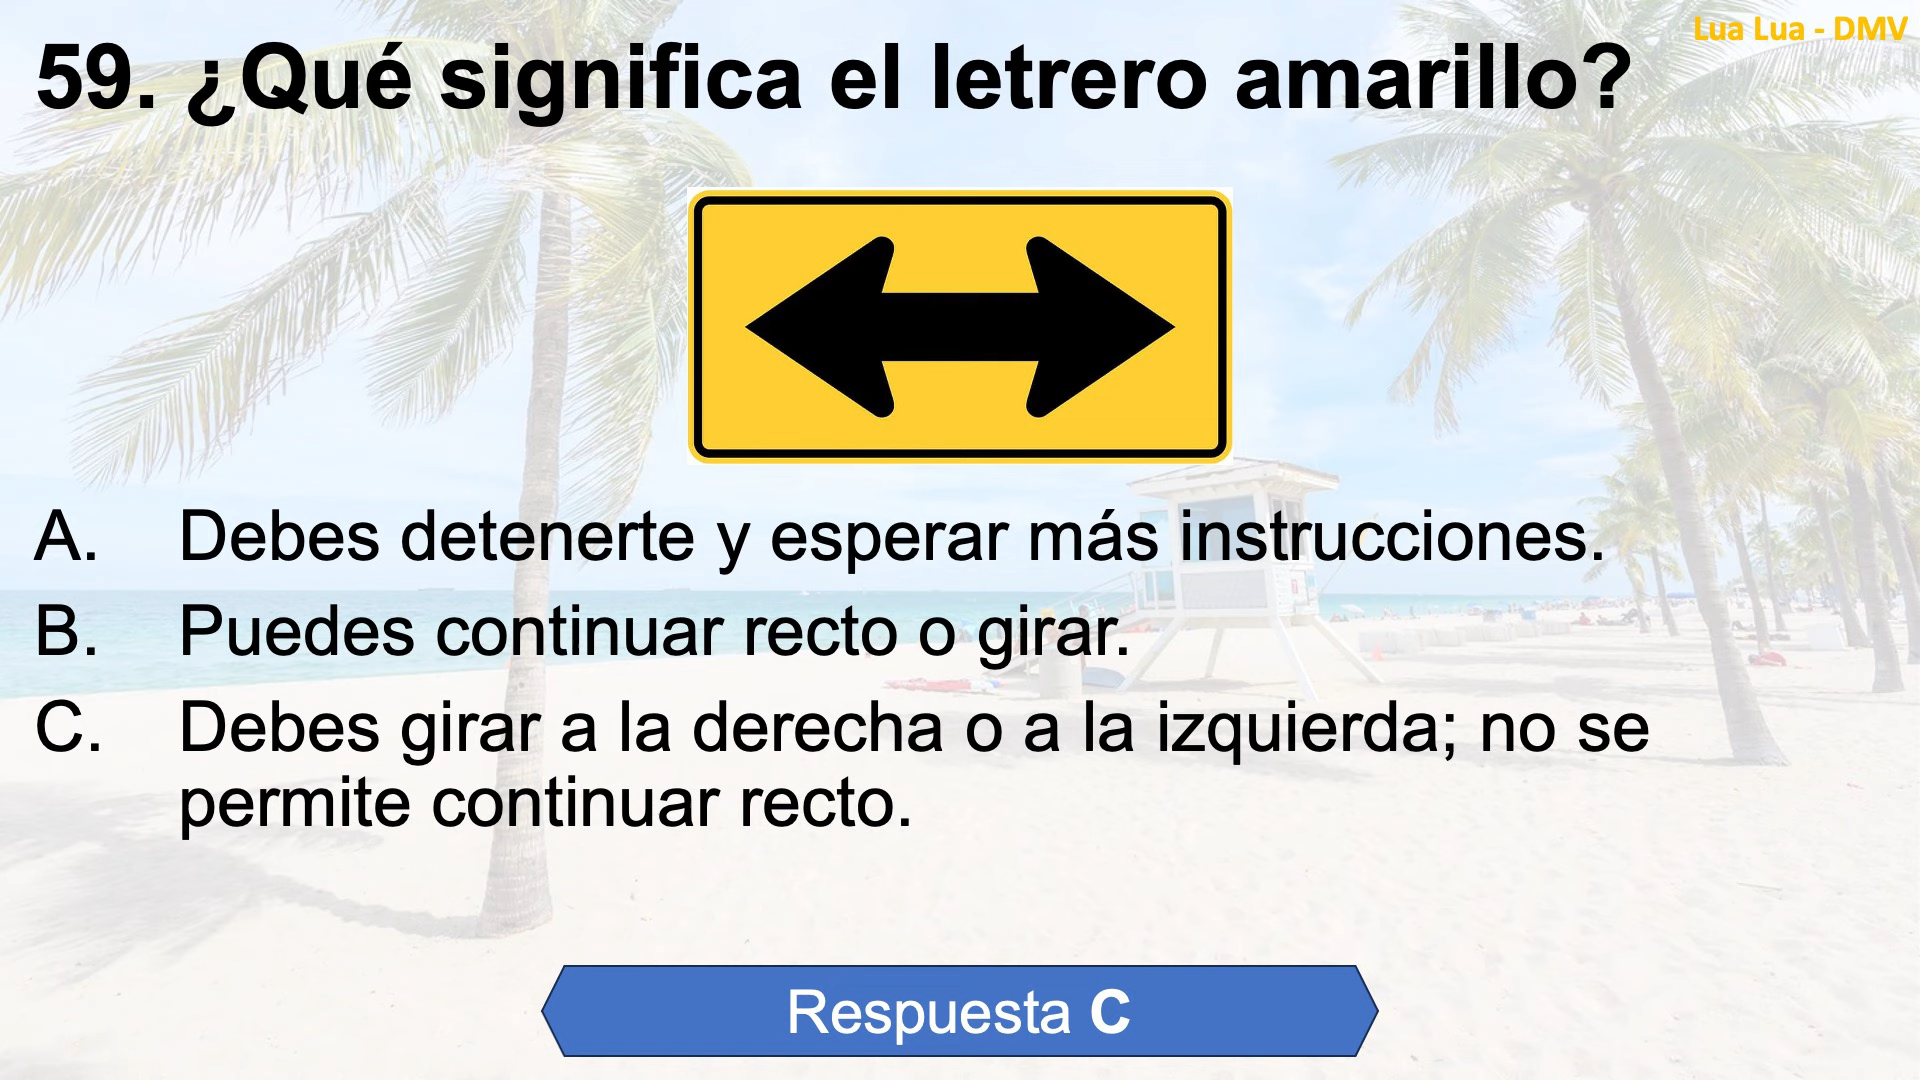 Lua Lua - DMV
59. ¿Qué significa el letrero amarillo?
A. Debes detenerte y esperar más instrucciones.
B. Puedes continuar recto o girar.
C. Debes girar a la derecha o a la izquierda; no se
permite continuar recto.
Respuesta C